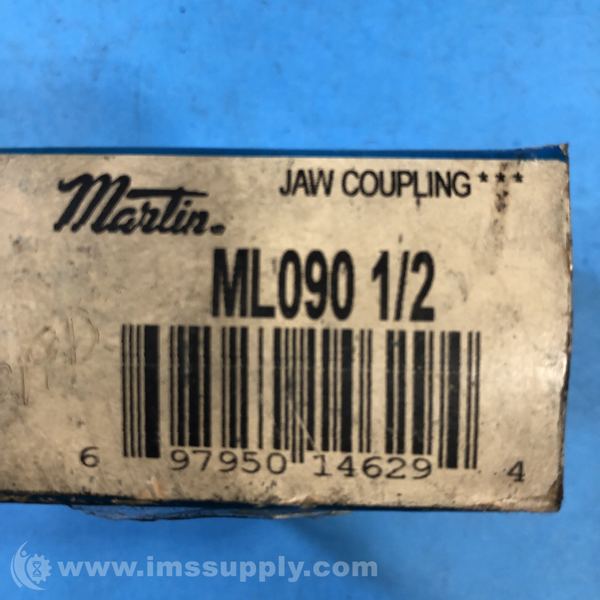 JAW COUPLING ***
Martin.
ML090 1/2
6 97950 14629 4
www.imssupply.com